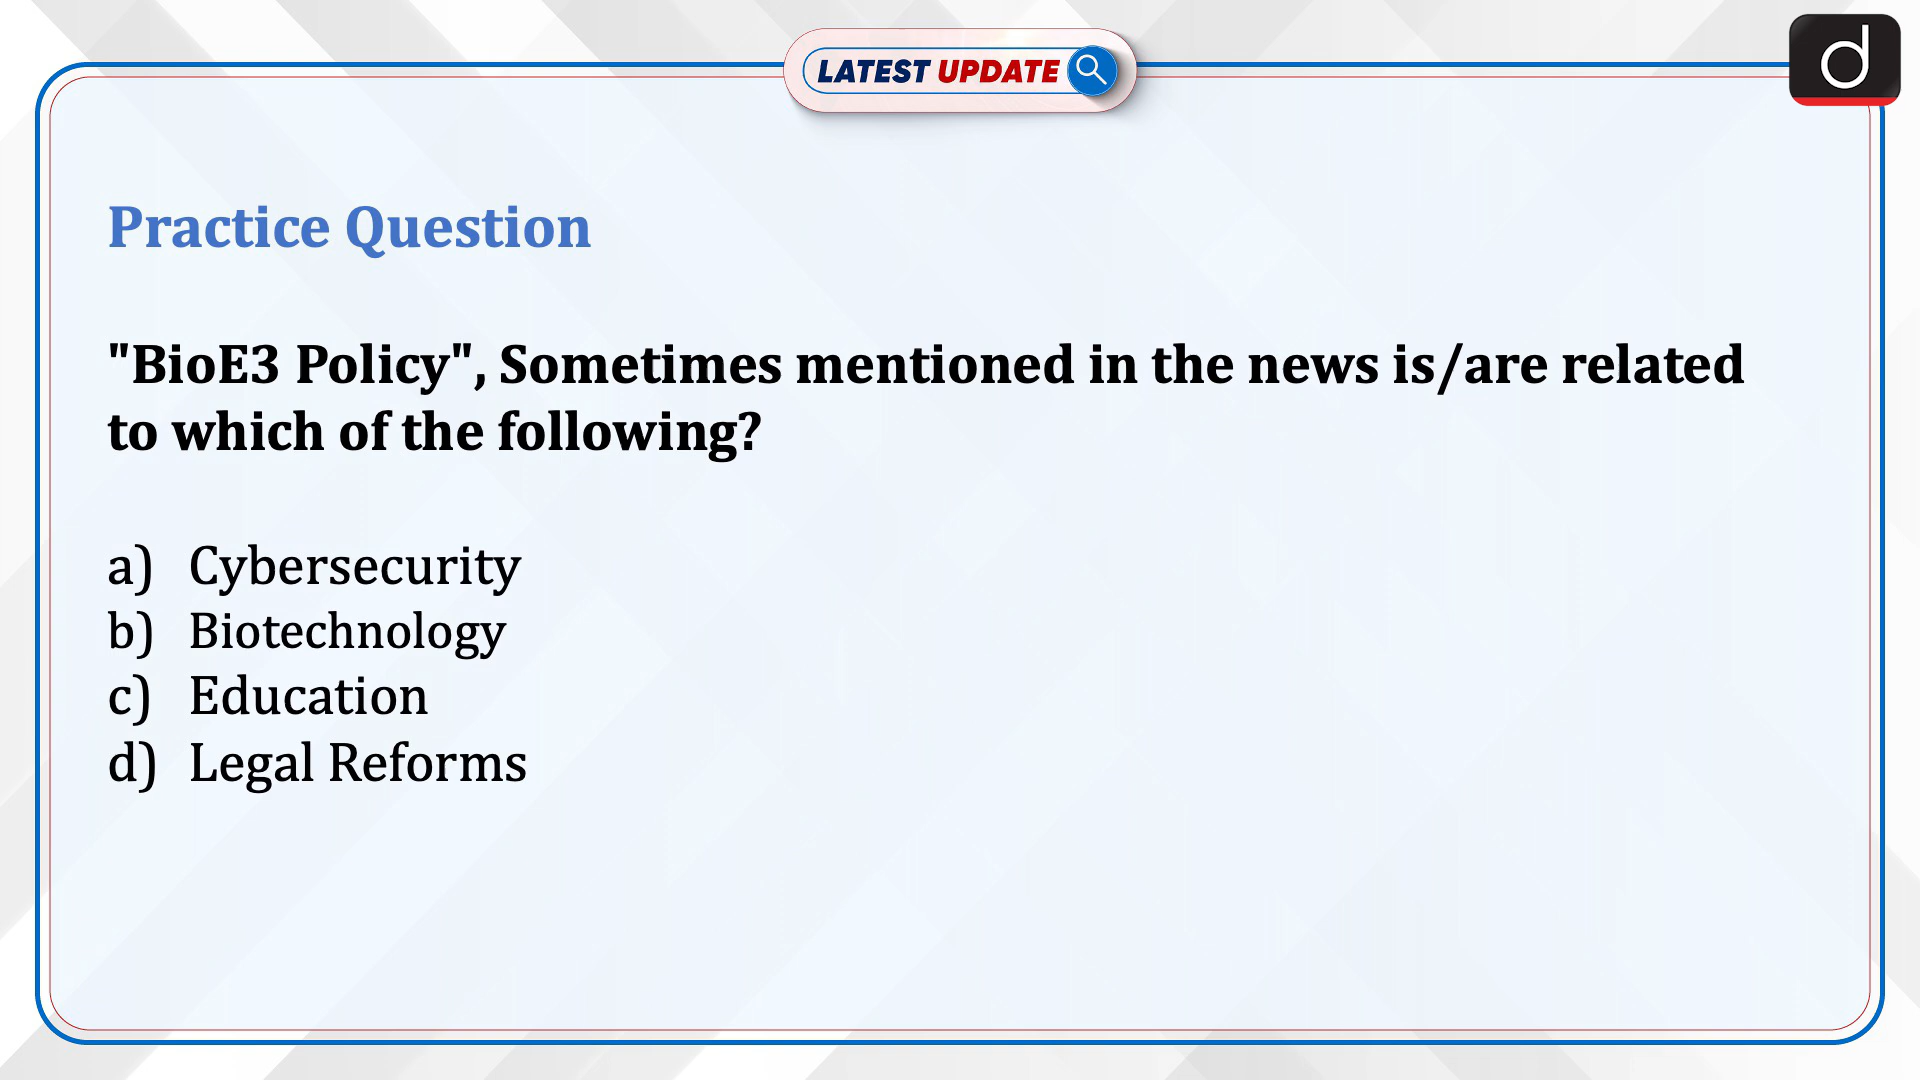 LATEST UPDATE
d
Practice Question
"BioE3 Policy", Sometimes mentioned in the news is/are related
to which of the following?
a) Cybersecurity
b) Biotechnology
c) Education
d) Legal Reforms